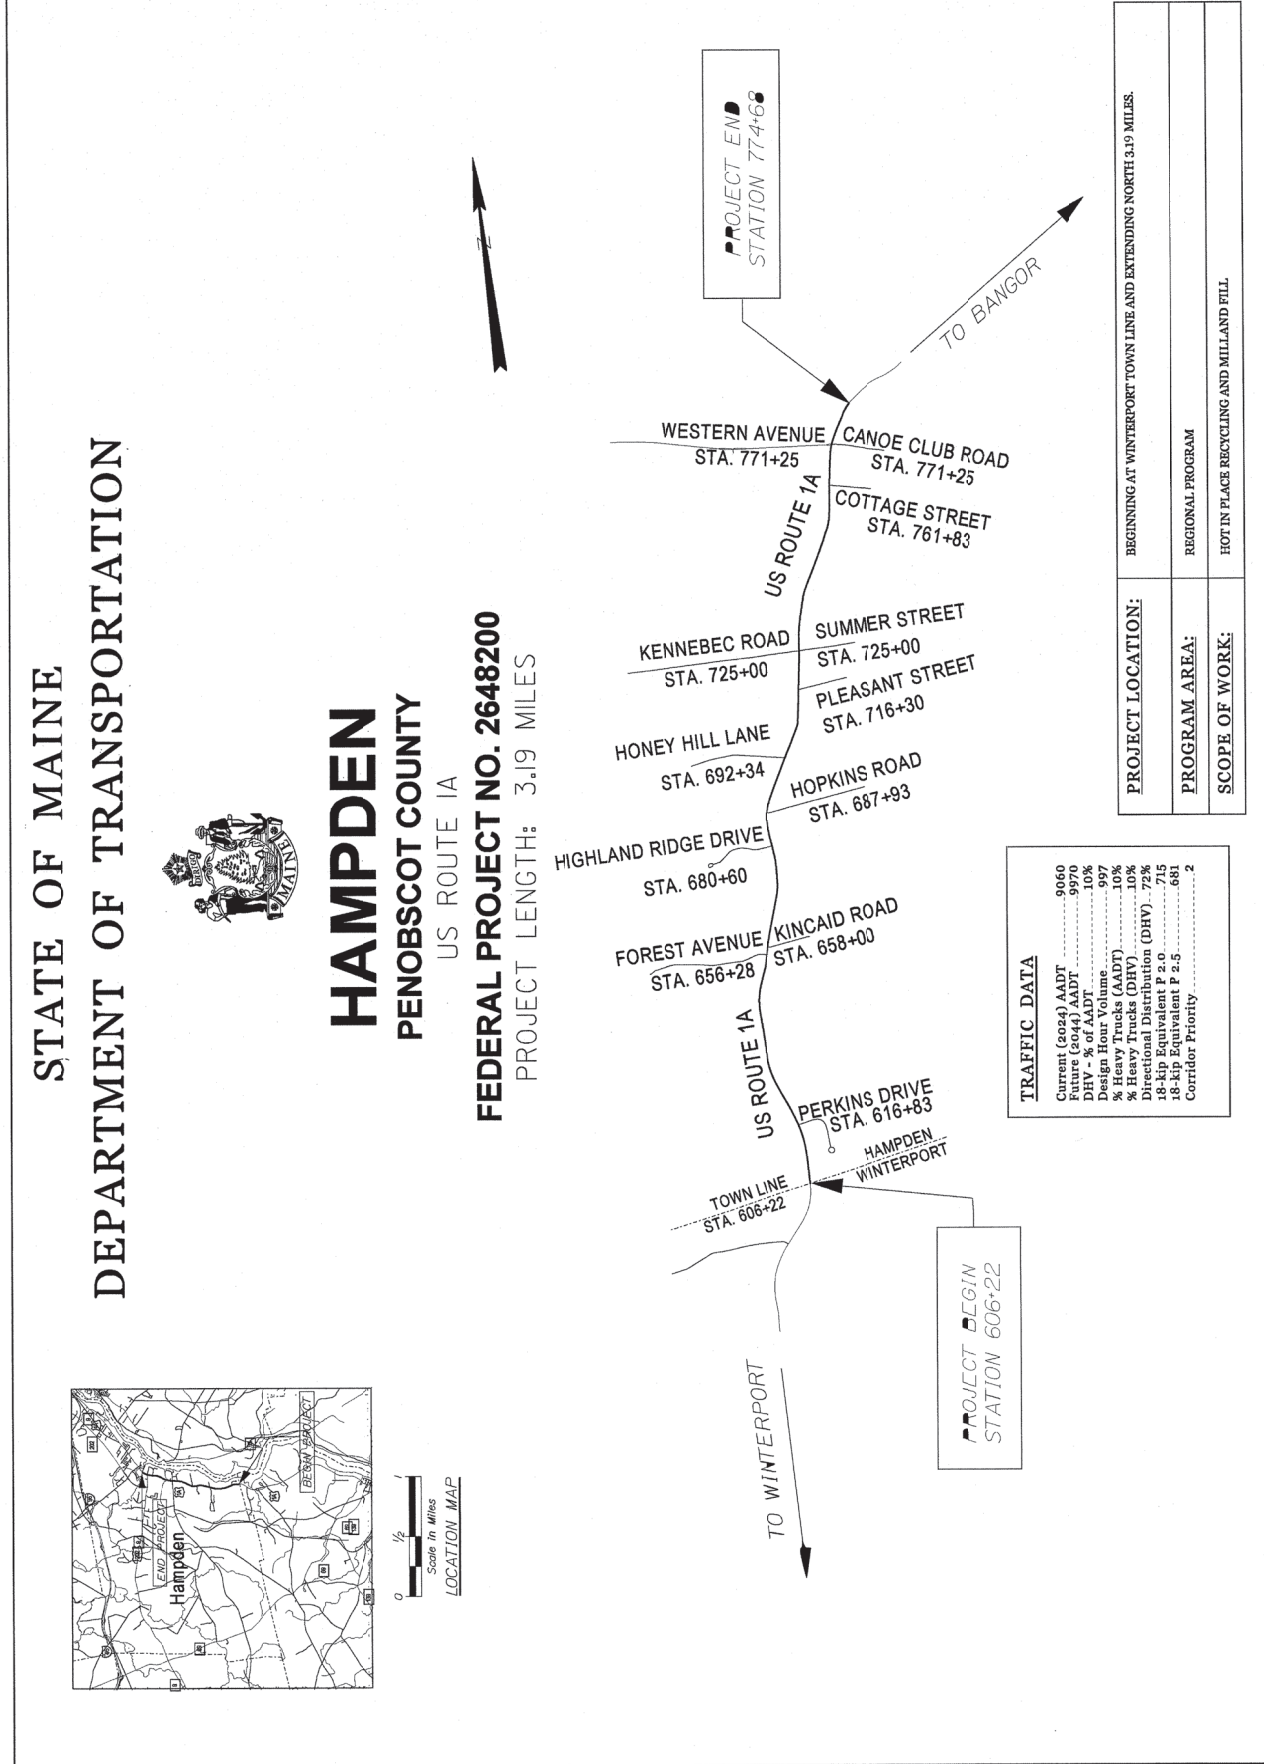 STATE OF MAINE
DEPARTMENT OF TRANSPORTATION
DIRIGO
MAINE
HAMPDEN
PENOBSCOT COUNTY
US ROUTE 1A
FEDERAL PROJECT NO. 2648200
PROJECT LENGTH: 3.19 MILES
Hampden
END PROJECT
BEGIN PROJECT
0 1/2 1
Scale in Miles
LOCATION MAP
N
TO WINTERPORT
PROJECT BEGIN
STATION 606+22
TOWN LINE
STA. 606+22
HAMPDEN
WINTERPORT
PERKINS DRIVE
STA. 616+83
US ROUTE 1A
FOREST AVENUE
STA. 656+28
KINCAID ROAD
STA. 658+00
HIGHLAND RIDGE DRIVE
STA. 680+60
HOPKINS ROAD
STA. 687+93
HONEY HILL LANE
STA. 692+34
PLEASANT STREET
STA. 716+30
KENNEBEC ROAD
STA. 725+00
SUMMER STREET
STA. 725+00
US ROUTE 1A
COTTAGE STREET
STA. 761+83
WESTERN AVENUE
STA. 771+25
CANOE CLUB ROAD
STA. 771+25
PROJECT END
STATION 774+68
TO BANGOR
TRAFFIC DATA
Current (2024) AADT 9060
Future (2044) AADT 9970
DHV - % of AADT 10%
Design Hour Volume 997
% Heavy Trucks (AADT) 10%
% Heavy Trucks (DHV) 10%
Directional Distribution (DHV) 72%
18-kip Equivalent P 2.0 715
18-kip Equivalent P 2.5 681
Corridor Priority 2
PROJECT LOCATION: BEGINNING AT WINTERPORT TOWN LINE AND EXTENDING NORTH 3.19 MILES.
PROGRAM AREA: REGIONAL PROGRAM
SCOPE OF WORK: HOT IN PLACE RECYCLING AND MILL AND FILL